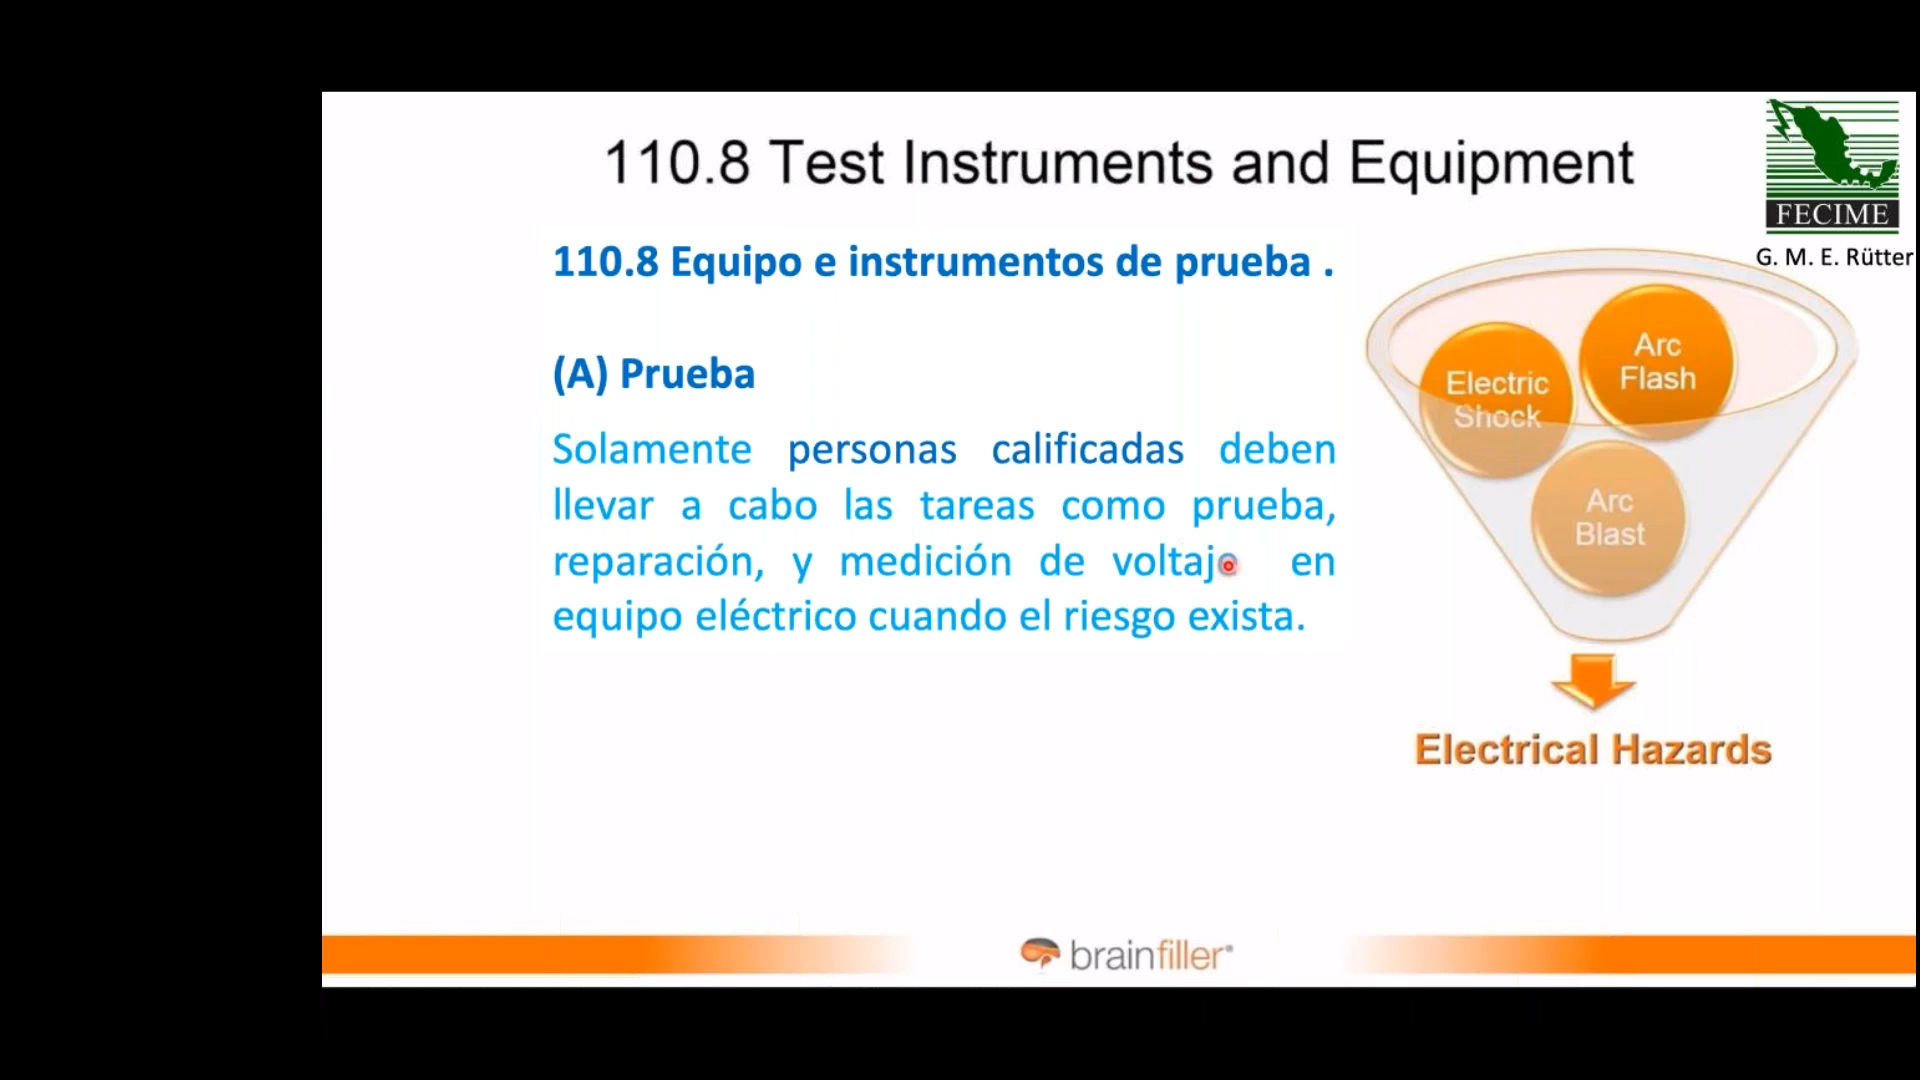 110.8 Test Instruments and Equipment
FECIME
G. M. E. Rütter
110.8 Equipo e instrumentos de prueba .
(A) Prueba
Solamente personas calificadas deben
llevar a cabo las tareas como prueba,
reparación, y medición de voltaje en
equipo eléctrico cuando el riesgo exista.
Electric
Shock
Arc
Flash
Arc
Blast
Electrical Hazards
brainfiller®